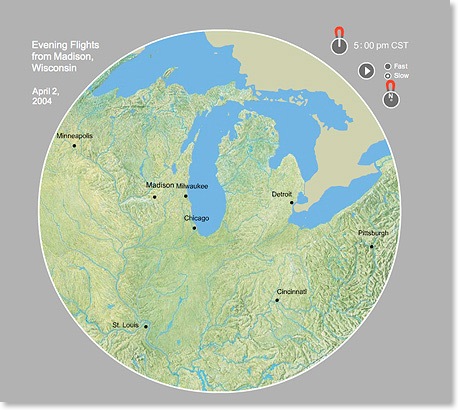 Evening Flights
from Madison,
Wisconsin
April 2,
2004
5:00 pm CST
Fast
Slow
Minneapolis
Madison
Milwaukee
Chicago
Detroit
Pittsburgh
Cincinnati
St. Louis